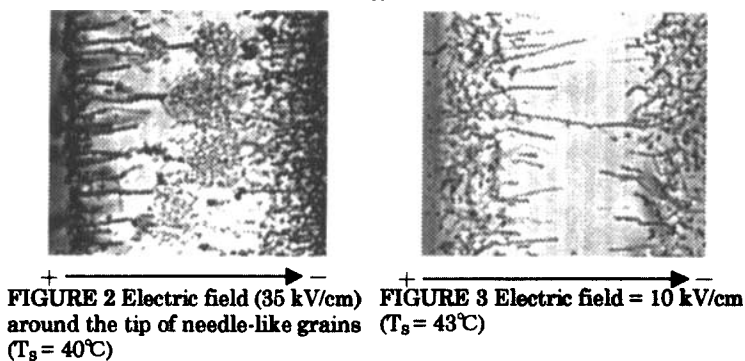 + −
FIGURE 2 Electric field (35 kV/cm)
around the tip of needle-like grains
(Ts = 40℃)
+ −
FIGURE 3 Electric field = 10 kV/cm
(Ts = 43℃)